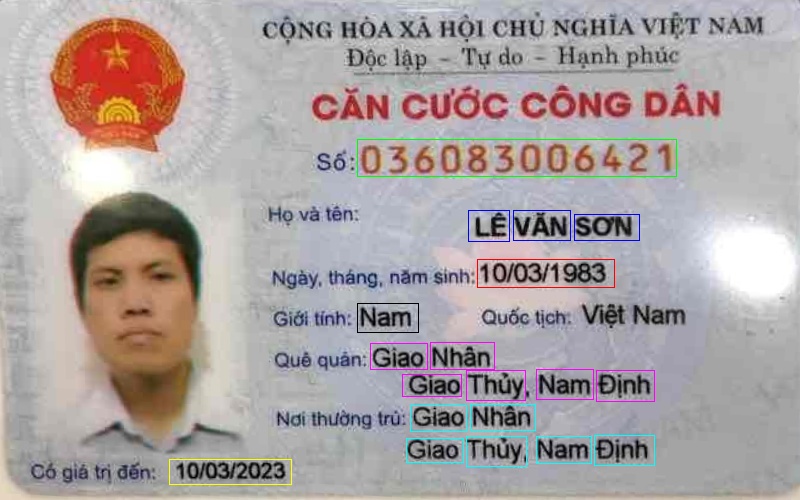 CỘNG HÒA XÃ HỘI CHỦ NGHĨA VIỆT NAM
Độc lập – Tự do – Hạnh phúc
CĂN CƯỚC CÔNG DÂN
Số: 036083006421
Họ và tên: LÊ VĂN SƠN
Ngày, tháng, năm sinh: 10/03/1983
Giới tính: Nam Quốc tịch: Việt Nam
Quê quán: Giao Nhân
Giao Thủy, Nam Định
Nơi thường trú: Giao Nhân
Giao Thủy, Nam Định
Có giá trị đến: 10/03/2023